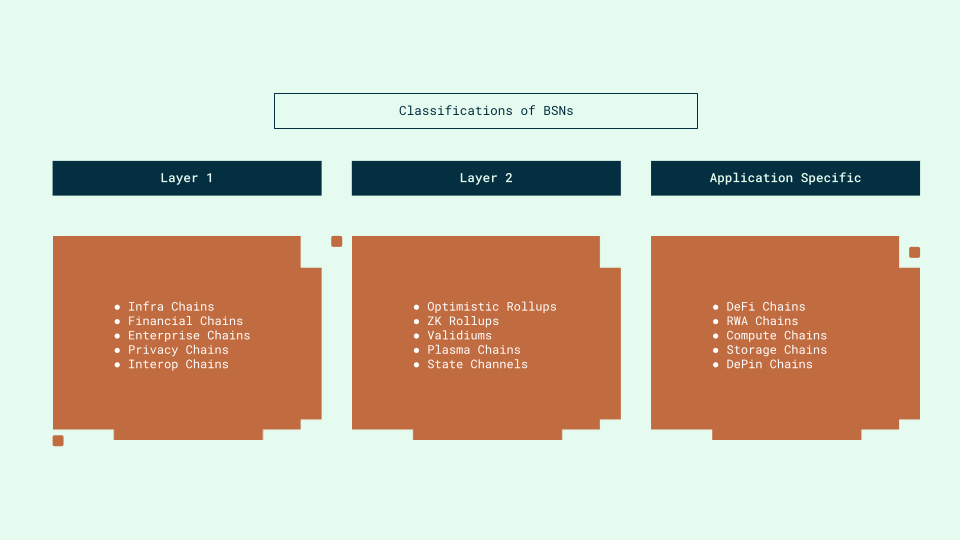 Classifications of BSNs
Layer 1
● Infra Chains
● Financial Chains
● Enterprise Chains
● Privacy Chains
● Interop Chains
Layer 2
● Optimistic Rollups
● ZK Rollups
● Validiums
● Plasma Chains
● State Channels
Application Specific
● DeFi Chains
● RWA Chains
● Compute Chains
● Storage Chains
● DePin Chains